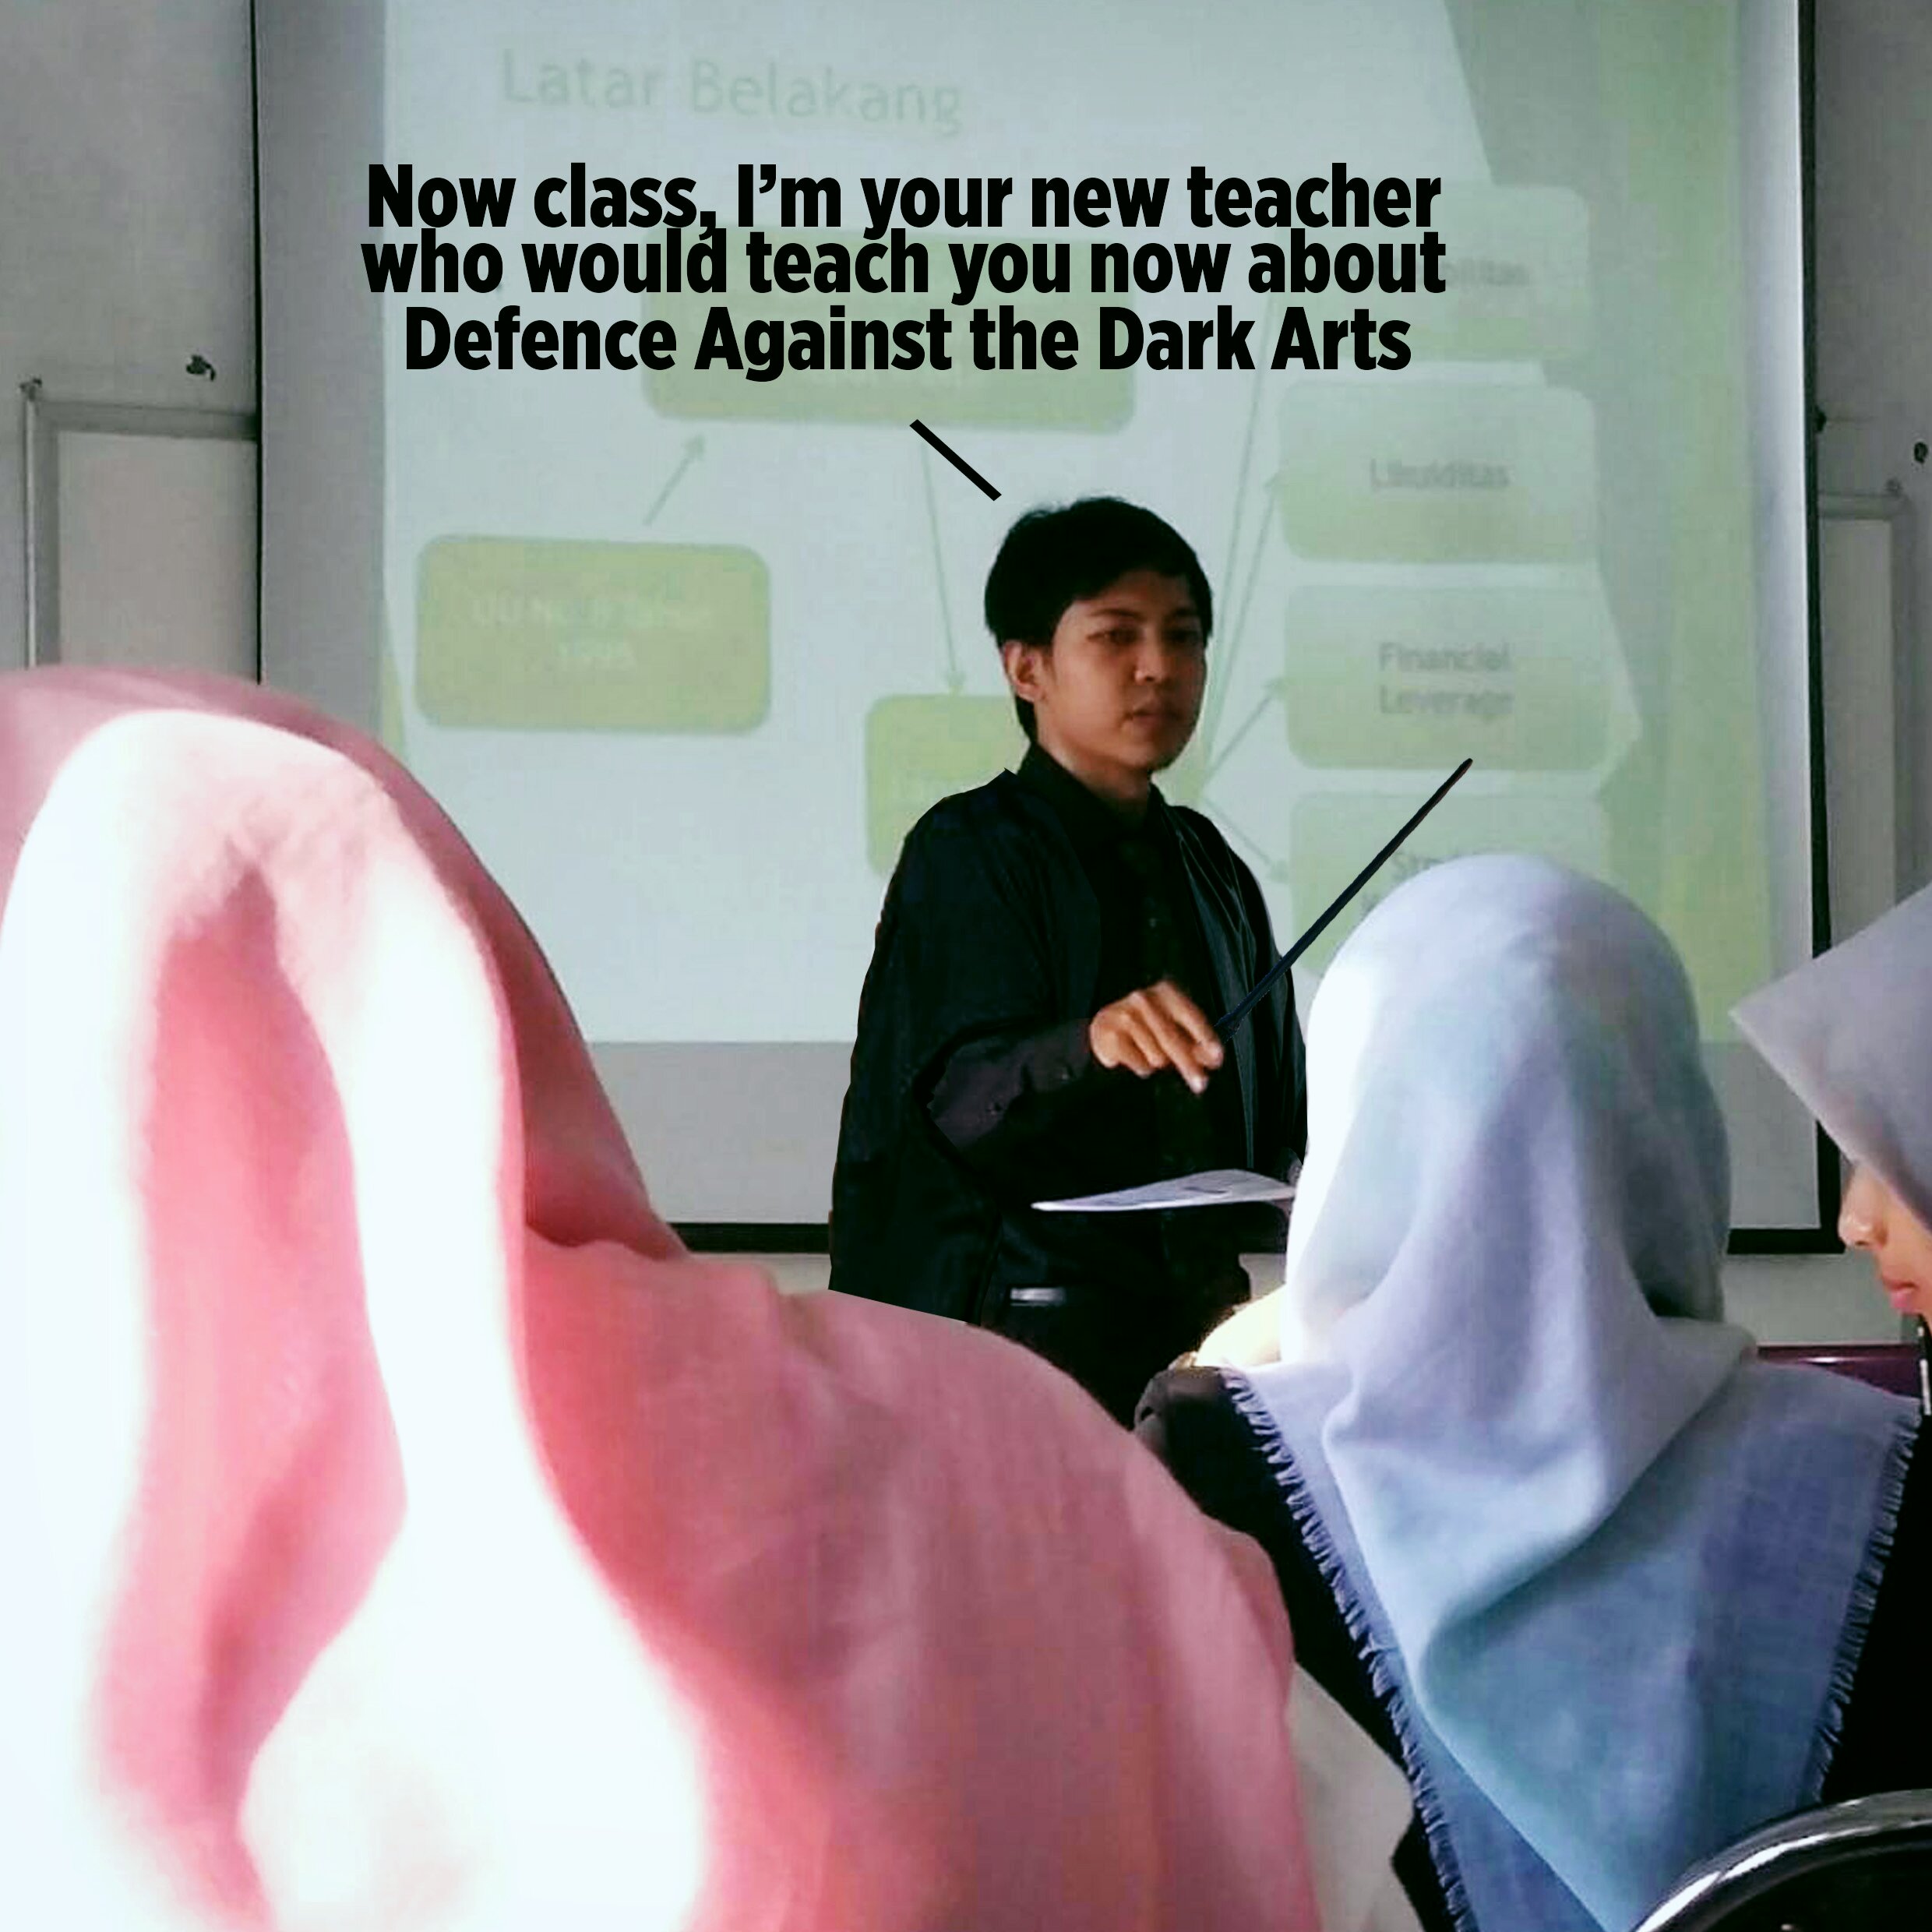 Latar Belakang
Now class, I'm your new teacher
who would teach you now about
Defence Against the Dark Arts
Likuiditas
Financial
Leverage